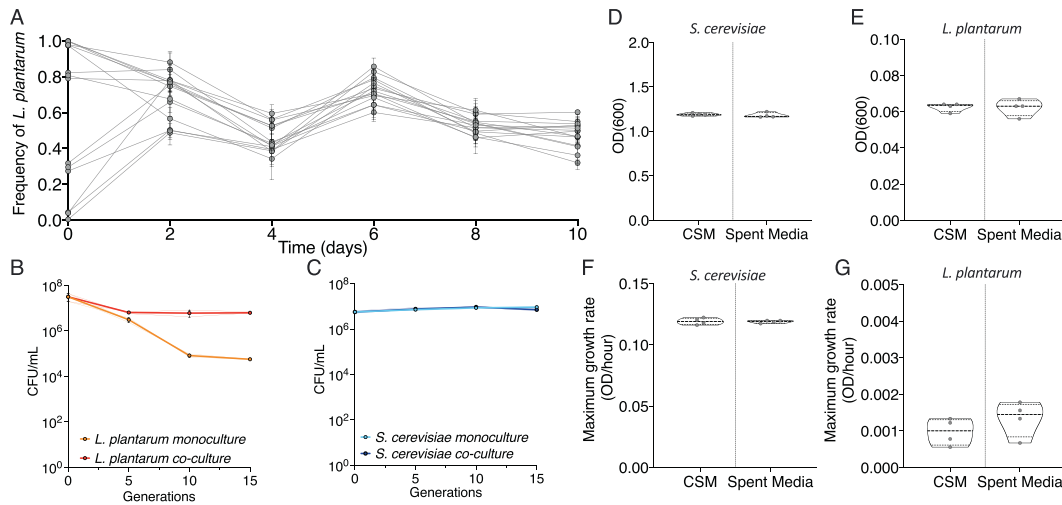 A
Frequency of L. plantarum
1.0
0.8
0.6
0.4
0.2
0.0
0 2 4 6 8 10
Time (days)
B
CFU/mL
10^8
10^6
10^4
10^2
10^0
L. plantarum monoculture
L. plantarum co-culture
0 5 10 15
Generations
C
CFU/mL
10^8
10^6
10^4
10^2
10^0
S. cerevisiae monoculture
S. cerevisiae co-culture
0 5 10 15
Generations
D
S. cerevisiae
OD(600)
2.0
1.5
1.0
0.5
0.0
CSM Spent Media
E
L. plantarum
OD(600)
0.10
0.08
0.06
0.04
0.02
0.00
CSM Spent Media
F
S. cerevisiae
Maximum growth rate
(OD/hour)
0.15
0.10
0.05
0.00
CSM Spent Media
G
L. plantarum
Maximum growth rate
(OD/hour)
0.005
0.004
0.003
0.002
0.001
0.000
CSM Spent Media